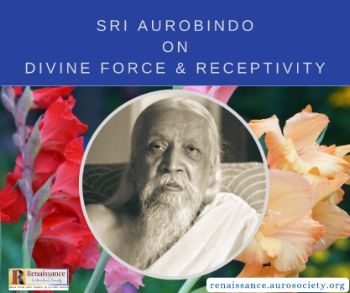 SRI AUROBINDO
ON
DIVINE FORCE & RECEPTIVITY
Renaissance
renaissance.aurosociety.org